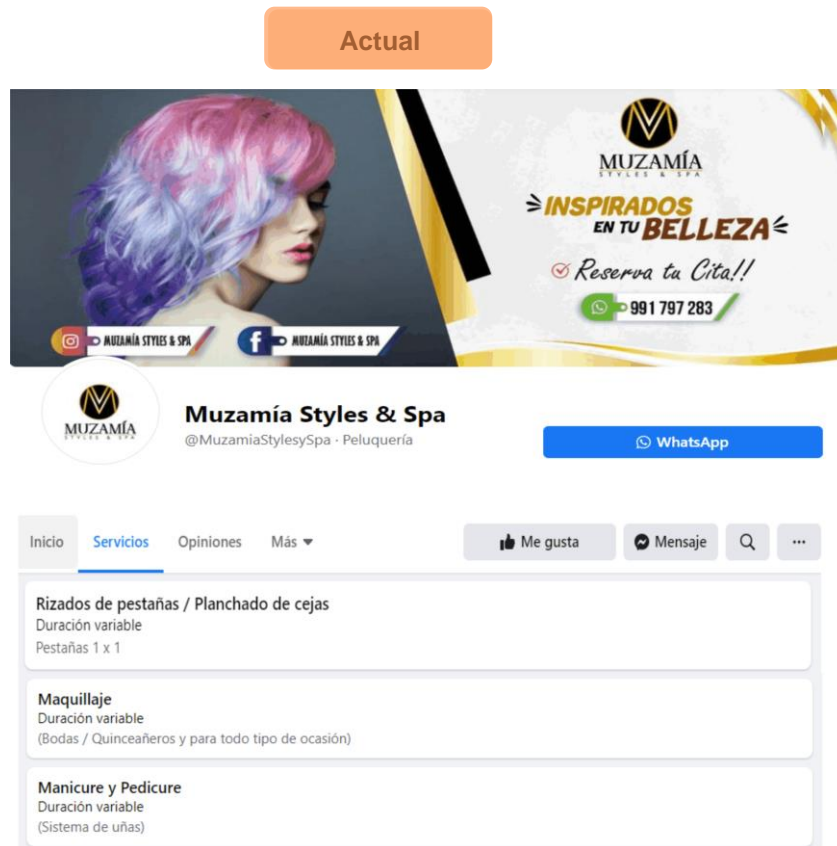 Actual
MUZAMÍA
STYLES & SPA
INSPIRADOS
EN TU BELLEZA
Reserva tu Cita!!
991 797 283
MUZAMÍA STYLES & SPA
MUZAMÍA STYLES & SPA
MUZAMÍA
STYLES & SPA
Muzamía Styles & Spa
@MuzamiaStylesySpa · Peluquería
WhatsApp
Inicio Servicios Opiniones Más Me gusta Mensaje ...
Rizados de pestañas / Planchado de cejas
Duración variable
Pestañas 1 x 1
Maquillaje
Duración variable
(Bodas / Quinceañeros y para todo tipo de ocasión)
Manicure y Pedicure
Duración variable
(Sistema de uñas)